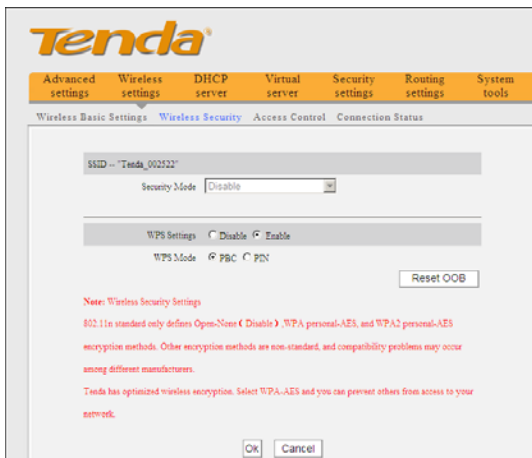 Tenda
Advanced settings Wireless settings DHCP server Virtual server Security settings Routing settings System tools
Wireless Basic Settings Wireless Security Access Control Connection Status
SSID -- "Tenda_002522"
Security Mode Disable
WPS Settings Disable Enable
WPS Mode PBC PIN
Reset OOB
Note: Wireless Security Settings
802.11n standard only defines Open-None ( Disable ) ,WPA personal-AES, and WPA2 personal-AES
encryption methods. Other encryption methods are non-standard, and compatibility problems may occur
among different manufacturers.
Tenda has optimized wireless encryption. Select WPA-AES and you can prevent others from access to your
network.
Ok Cancel